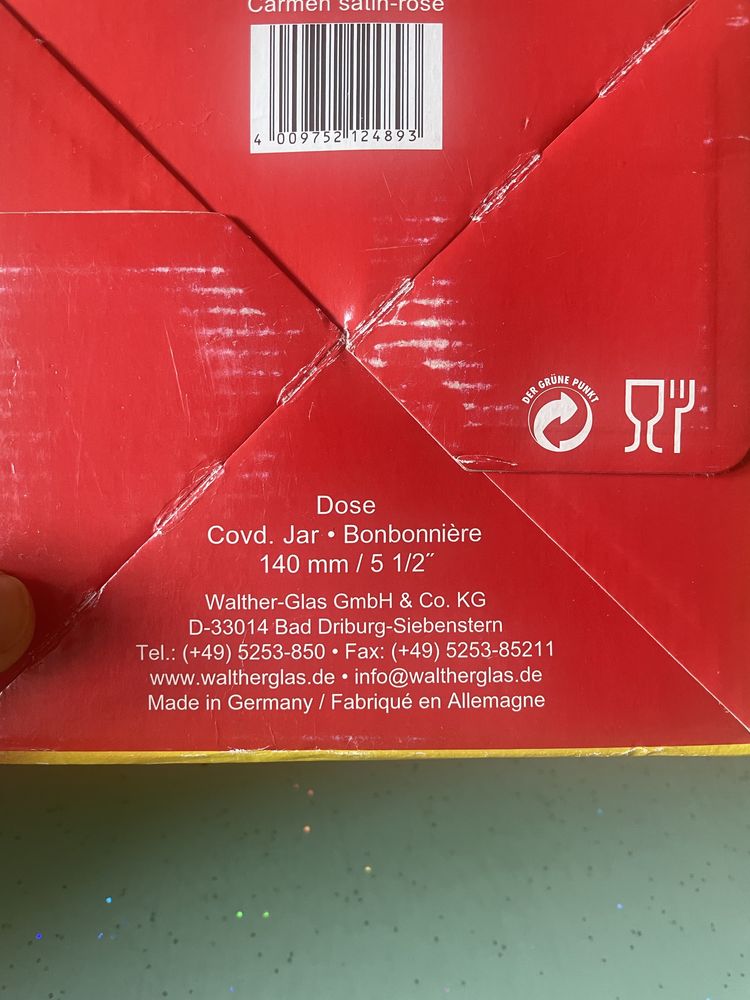 Carmen satin-rosé
4 009752 124893
DER GRÜNE PUNKT
Dose
Covd. Jar • Bonbonnière
140 mm / 5 1/2˝
Walther-Glas GmbH & Co. KG
D-33014 Bad Driburg-Siebenstern
Tel.: (+49) 5253-850 • Fax: (+49) 5253-85211
www.waltherglas.de • info@waltherglas.de
Made in Germany / Fabriqué en Allemagne